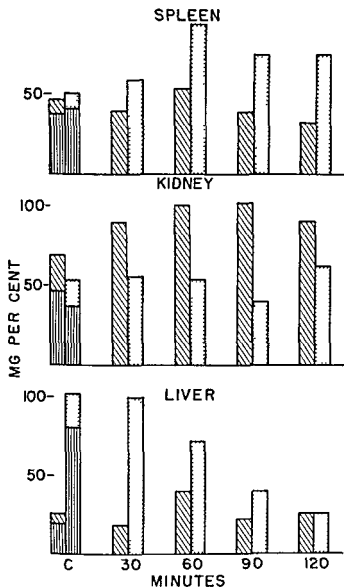 SPLEEN
50-
KIDNEY
100-
50-
MG PER CENT
LIVER
100-
50-
C 30 60 90 120
MINUTES